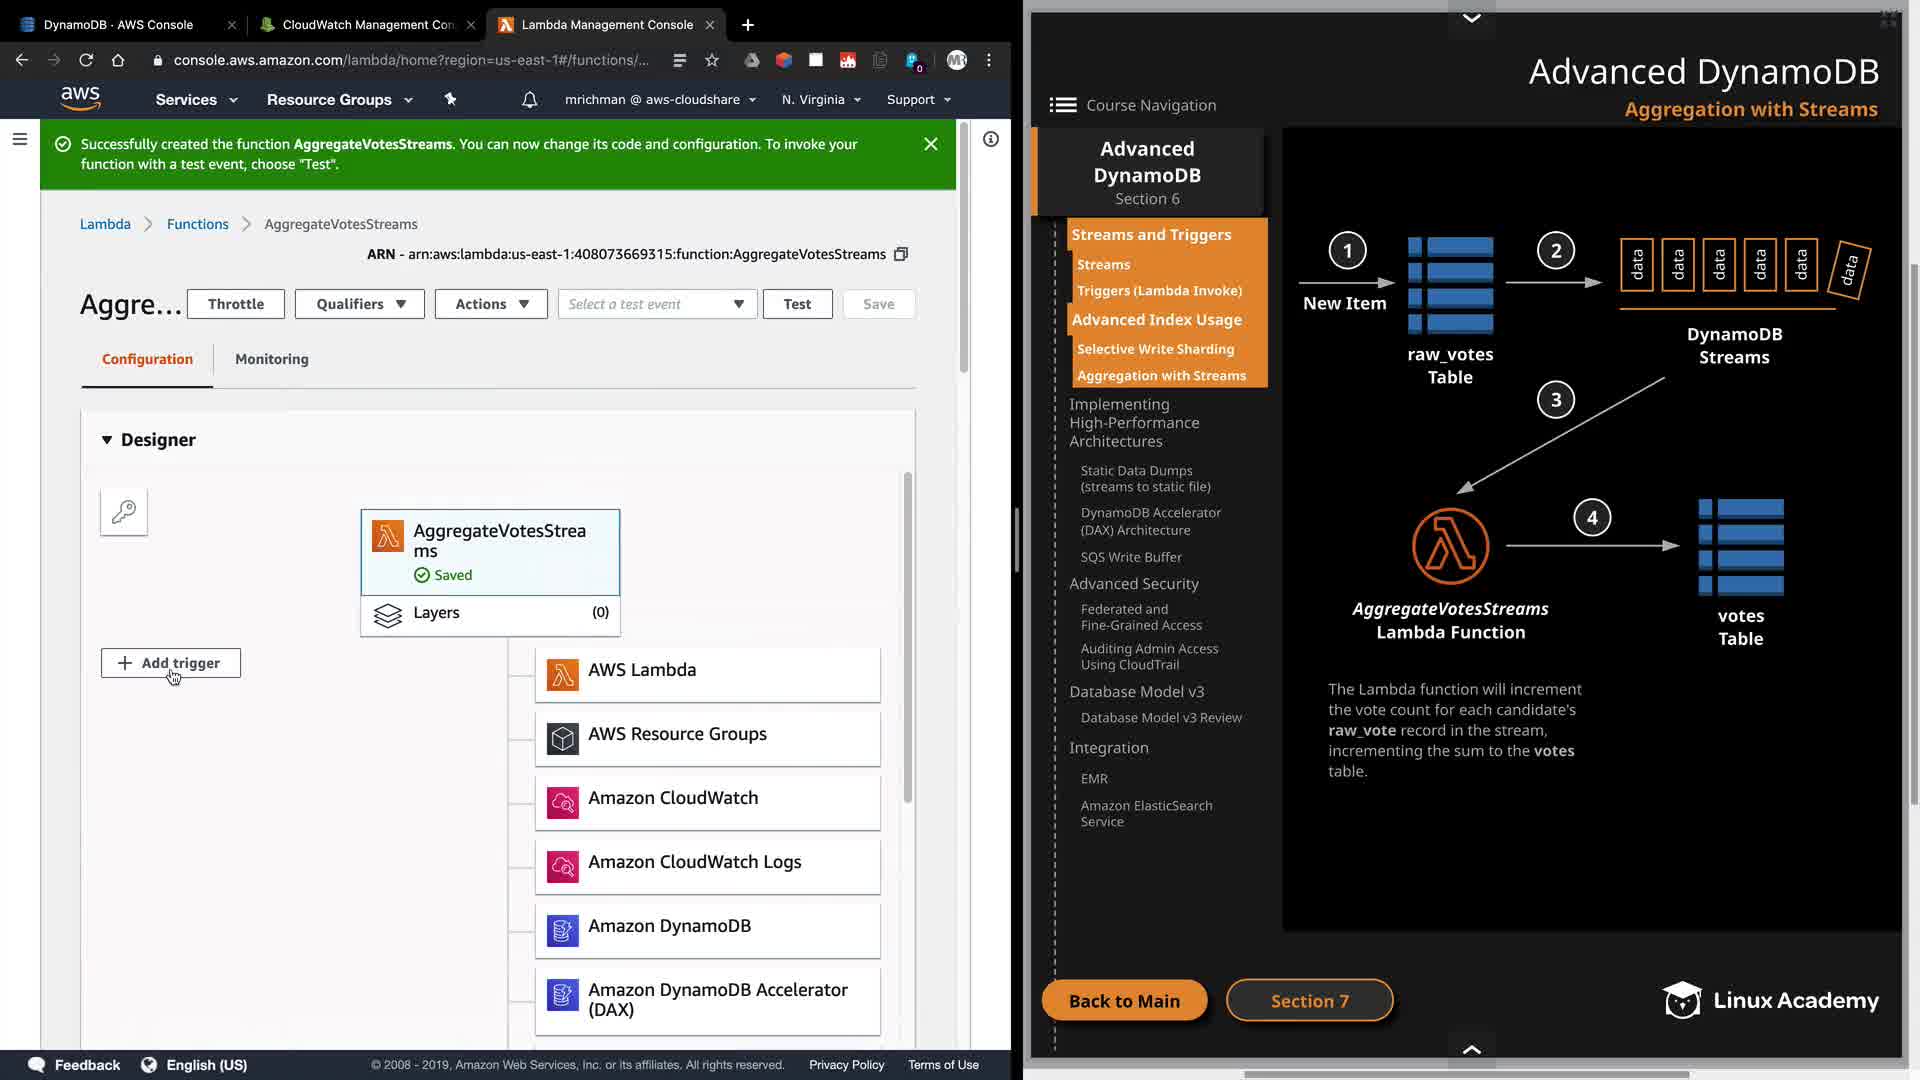 DynamoDB · AWS Console
CloudWatch Management Con
Lambda Management Console
console.aws.amazon.com/lambda/home?region=us-east-1#/functions/...
0
MR
aws
Services
Resource Groups
mrichman @ aws-cloudshare
N. Virginia
Support
Successfully created the function AggregateVotesStreams. You can now change its code and configuration. To invoke your
function with a test event, choose "Test".
Lambda
Functions
AggregateVotesStreams
ARN - arn:aws:lambda:us-east-1:408073669315:function:AggregateVotesStreams
Aggre...
Throttle
Qualifiers
Actions
Select a test event
Test
Save
Configuration
Monitoring
Designer
AggregateVotesStrea
ms
Saved
Layers
(0)
Add trigger
AWS Lambda
AWS Resource Groups
Amazon CloudWatch
Amazon CloudWatch Logs
Amazon DynamoDB
Amazon DynamoDB Accelerator
(DAX)
Feedback
English (US)
© 2008 - 2019, Amazon Web Services, Inc. or its affiliates. All rights reserved.
Privacy Policy
Terms of Use
Advanced DynamoDB
Aggregation with Streams
Course Navigation
Advanced
DynamoDB
Section 6
Streams and Triggers
Streams
Triggers (Lambda Invoke)
Advanced Index Usage
Selective Write Sharding
Aggregation with Streams
Implementing
High-Performance
Architectures
Static Data Dumps
(streams to static file)
DynamoDB Accelerator
(DAX) Architecture
SQS Write Buffer
Advanced Security
Federated and
Fine-Grained Access
Auditing Admin Access
Using CloudTrail
Database Model v3
Database Model v3 Review
Integration
EMR
Amazon ElasticSearch
Service
1
New Item
raw_votes
Table
2
data
data
data
data
data
data
DynamoDB
Streams
3
AggregateVotesStreams
Lambda Function
4
votes
Table
The Lambda function will increment
the vote count for each candidate's
raw_vote record in the stream,
incrementing the sum to the votes
table.
Back to Main
Section 7
Linux Academy